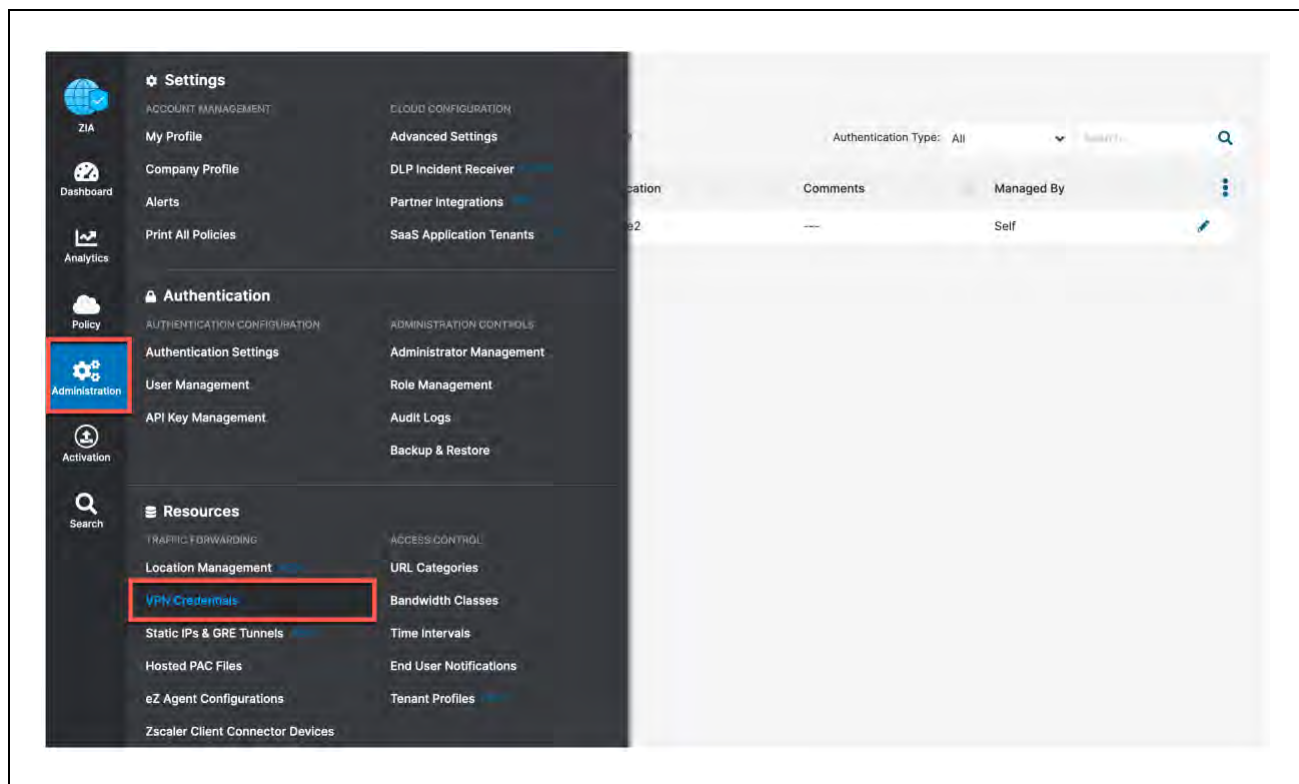 ZIA
Dashboard
Analytics
Policy
Administration
Activation
Search
Settings
ACCOUNT MANAGEMENT
My Profile
Company Profile
Alerts
Print All Policies
CLOUD CONFIGURATION
Advanced Settings
DLP Incident Receiver
Partner Integrations
SaaS Application Tenants
Authentication
AUTHENTICATION CONFIGURATION
Authentication Settings
User Management
API Key Management
ADMINISTRATION CONTROLS
Administrator Management
Role Management
Audit Logs
Backup & Restore
Resources
TRAFFIC FORWARDING
Location Management
VPN Credentials
Static IPs & GRE Tunnels
Hosted PAC Files
eZ Agent Configurations
Zscaler Client Connector Devices
ACCESS CONTROL
URL Categories
Bandwidth Classes
Time Intervals
End User Notifications
Tenant Profiles
Authentication Type: All Search...
cation Comments Managed By
e2 --- Self